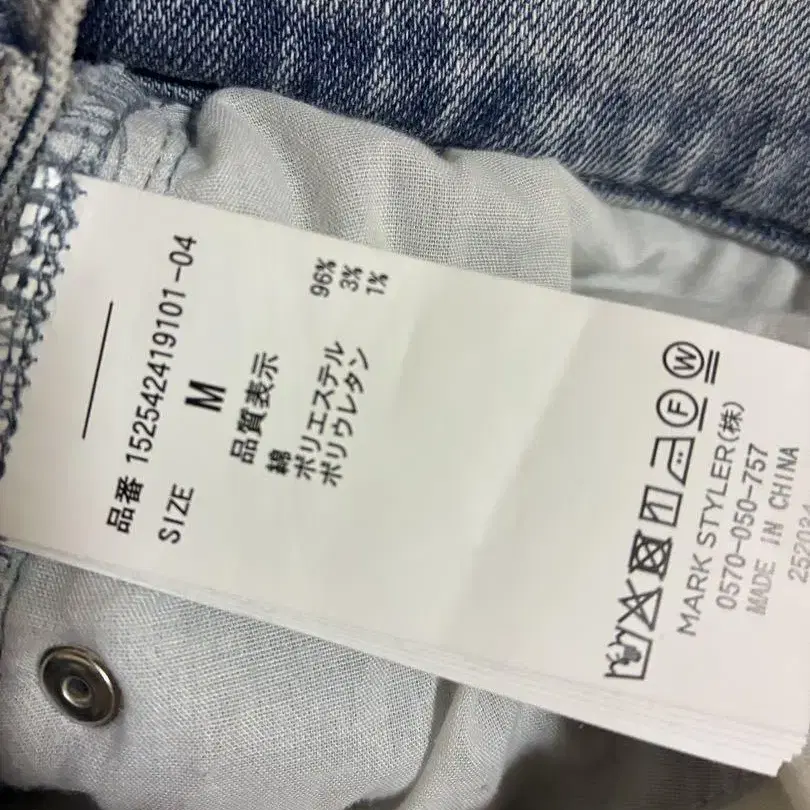 品番 152542419101-04
SIZE M
品質表示
綿 96%
ポリエステル 3%
ポリウレタン 1%
F W
MARK STYLER(株)
0570-050-757
MADE IN CHINA